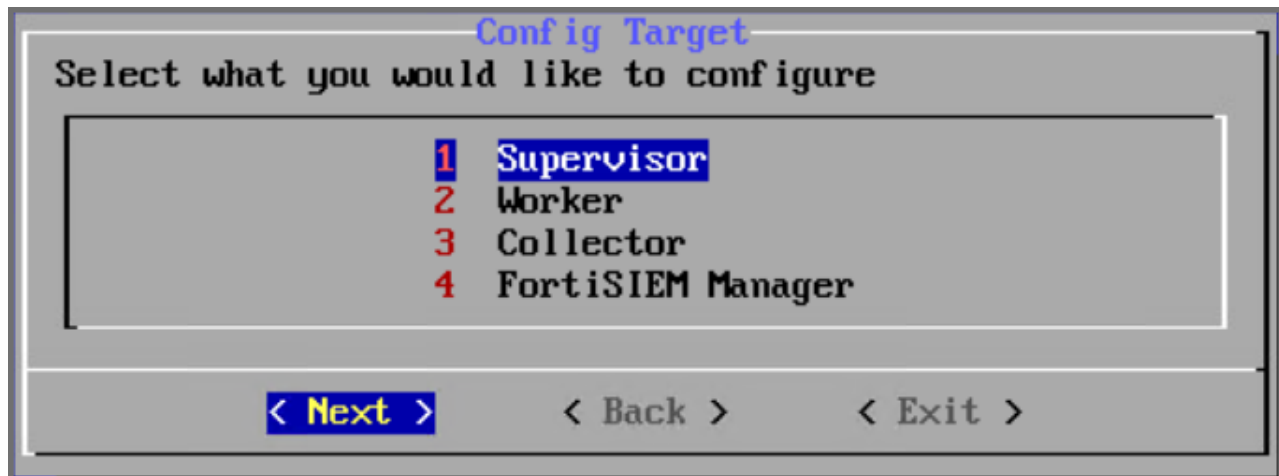 Config Target
Select what you would like to configure
1 Supervisor
2 Worker
3 Collector
4 FortiSIEM Manager
< Next > < Back > < Exit >